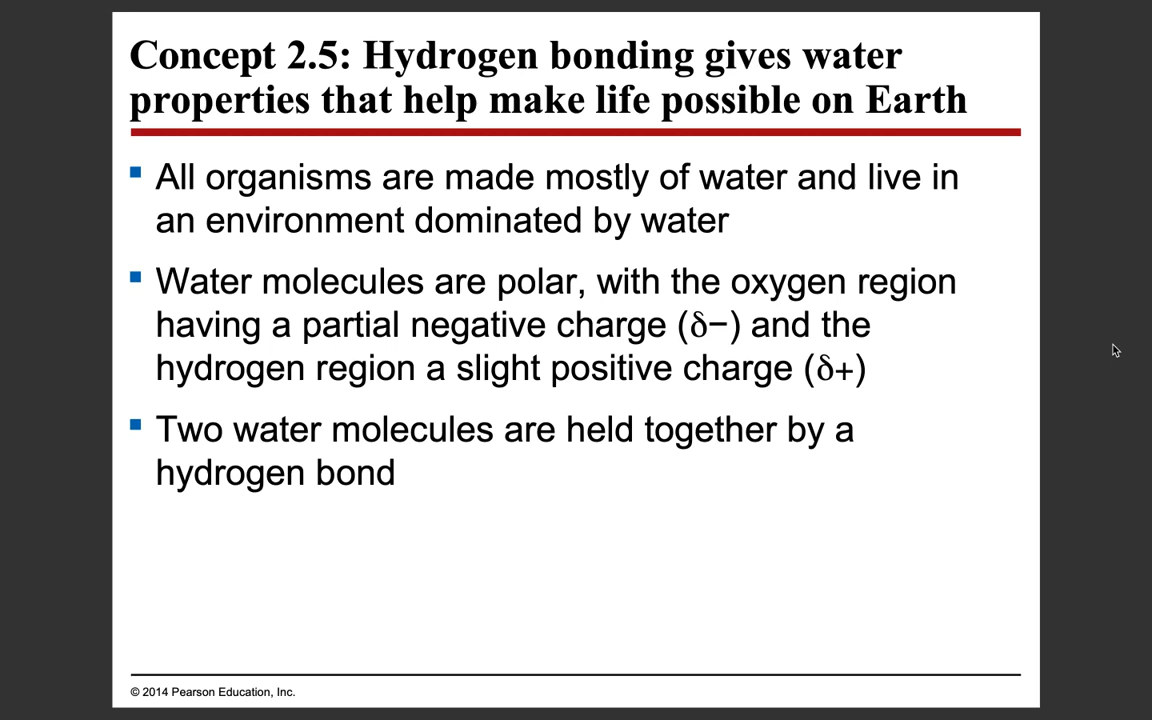 Concept 2.5: Hydrogen bonding gives water
properties that help make life possible on Earth
All organisms are made mostly of water and live in
an environment dominated by water
Water molecules are polar, with the oxygen region
having a partial negative charge (δ−) and the
hydrogen region a slight positive charge (δ+)
Two water molecules are held together by a
hydrogen bond
© 2014 Pearson Education, Inc.